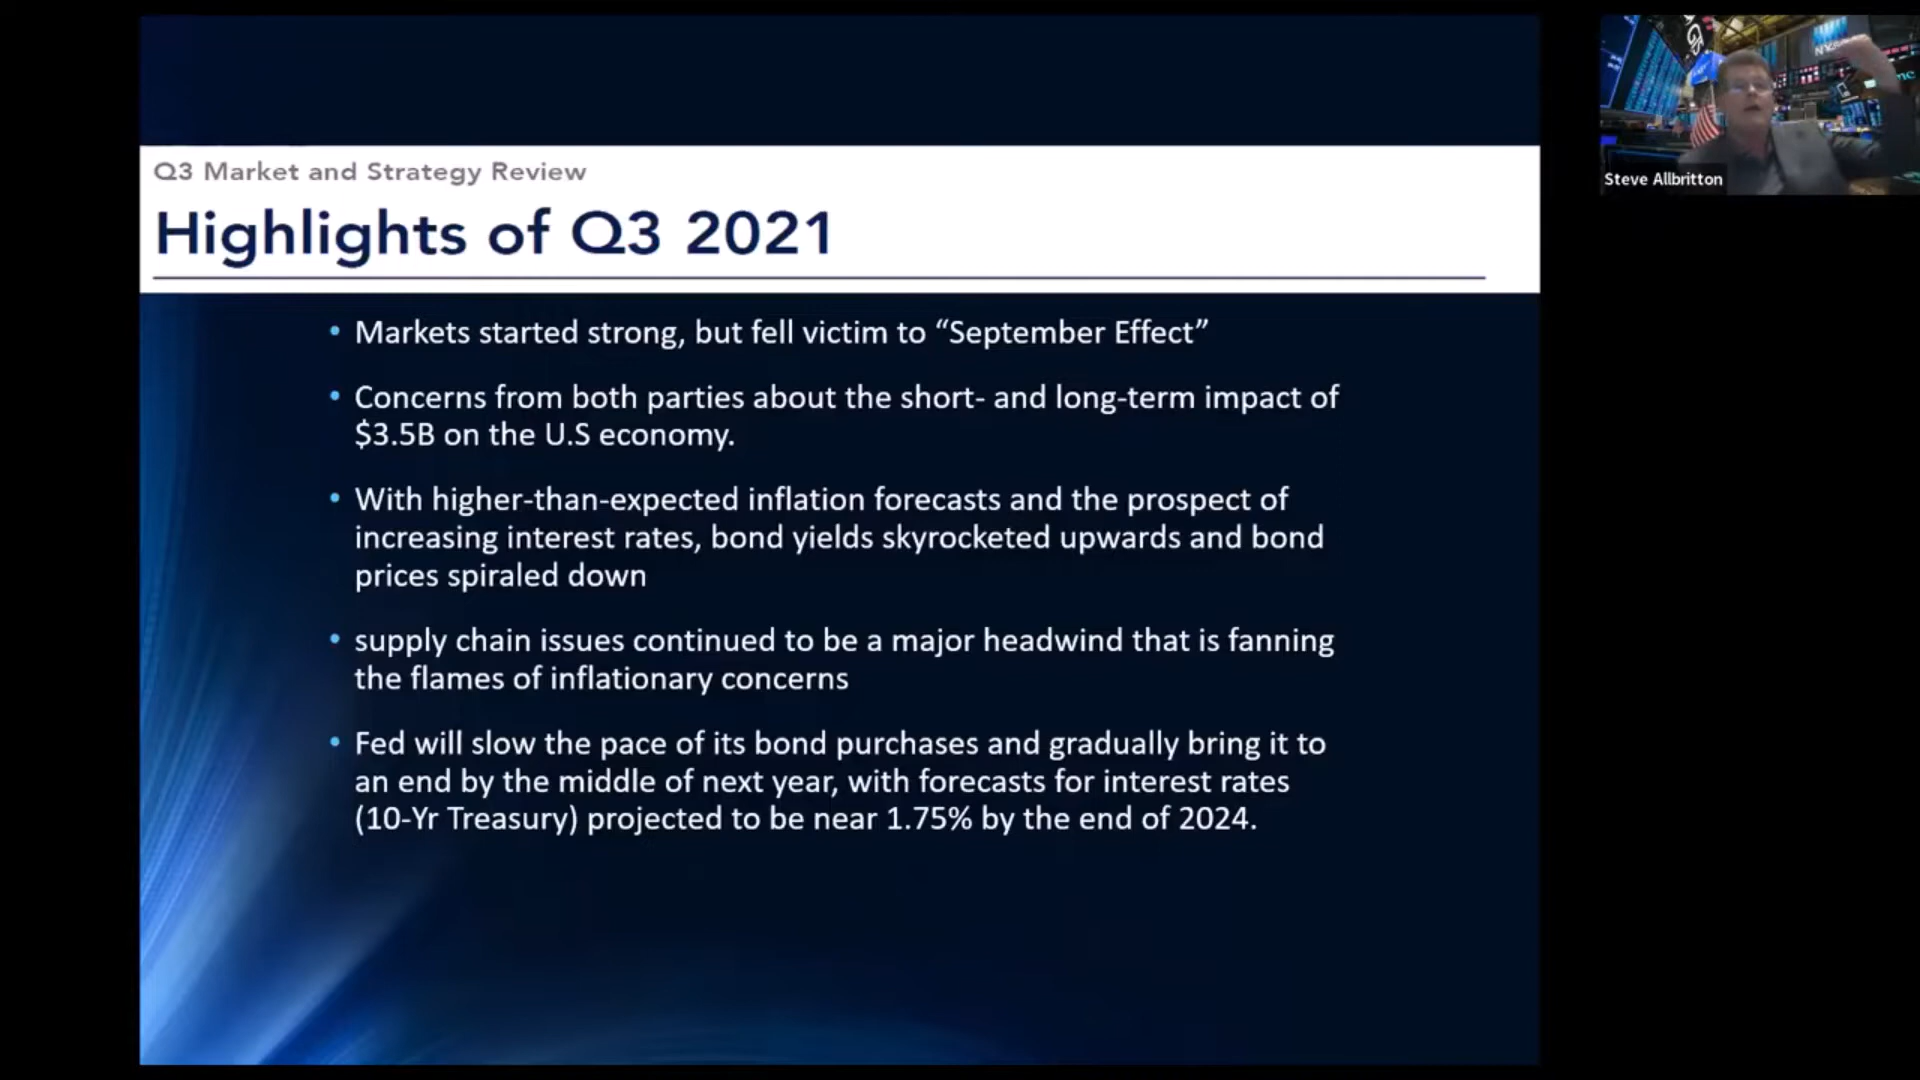 Q3 Market and Strategy Review
Highlights of Q3 2021
• Markets started strong, but fell victim to “September Effect”
• Concerns from both parties about the short- and long-term impact of
$3.5B on the U.S economy.
• With higher-than-expected inflation forecasts and the prospect of
increasing interest rates, bond yields skyrocketed upwards and bond
prices spiraled down
• supply chain issues continued to be a major headwind that is fanning
the flames of inflationary concerns
• Fed will slow the pace of its bond purchases and gradually bring it to
an end by the middle of next year, with forecasts for interest rates
(10-Yr Treasury) projected to be near 1.75% by the end of 2024.
Steve Allbritton